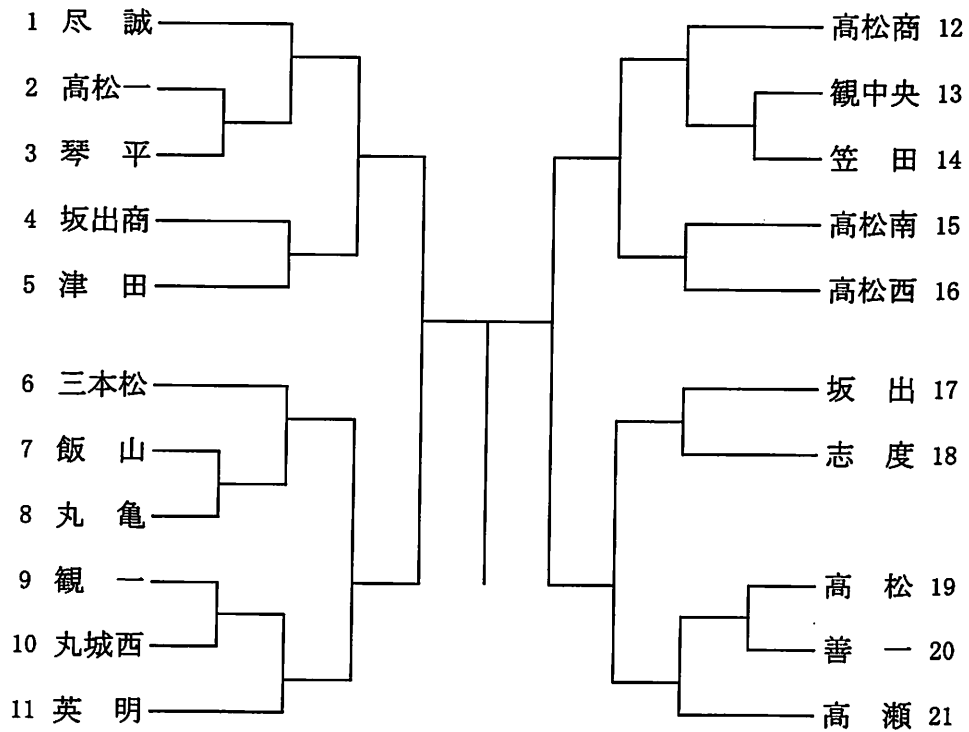 1 尽 誠
2 高松一
3 琴 平
4 坂出商
5 津 田
6 三本松
7 飯 山
8 丸 亀
9 観 一
10 丸城西
11 英 明
高松商 12
観中央 13
笠 田 14
高松南 15
高松西 16
坂 出 17
志 度 18
高 松 19
善 一 20
高 瀬 21